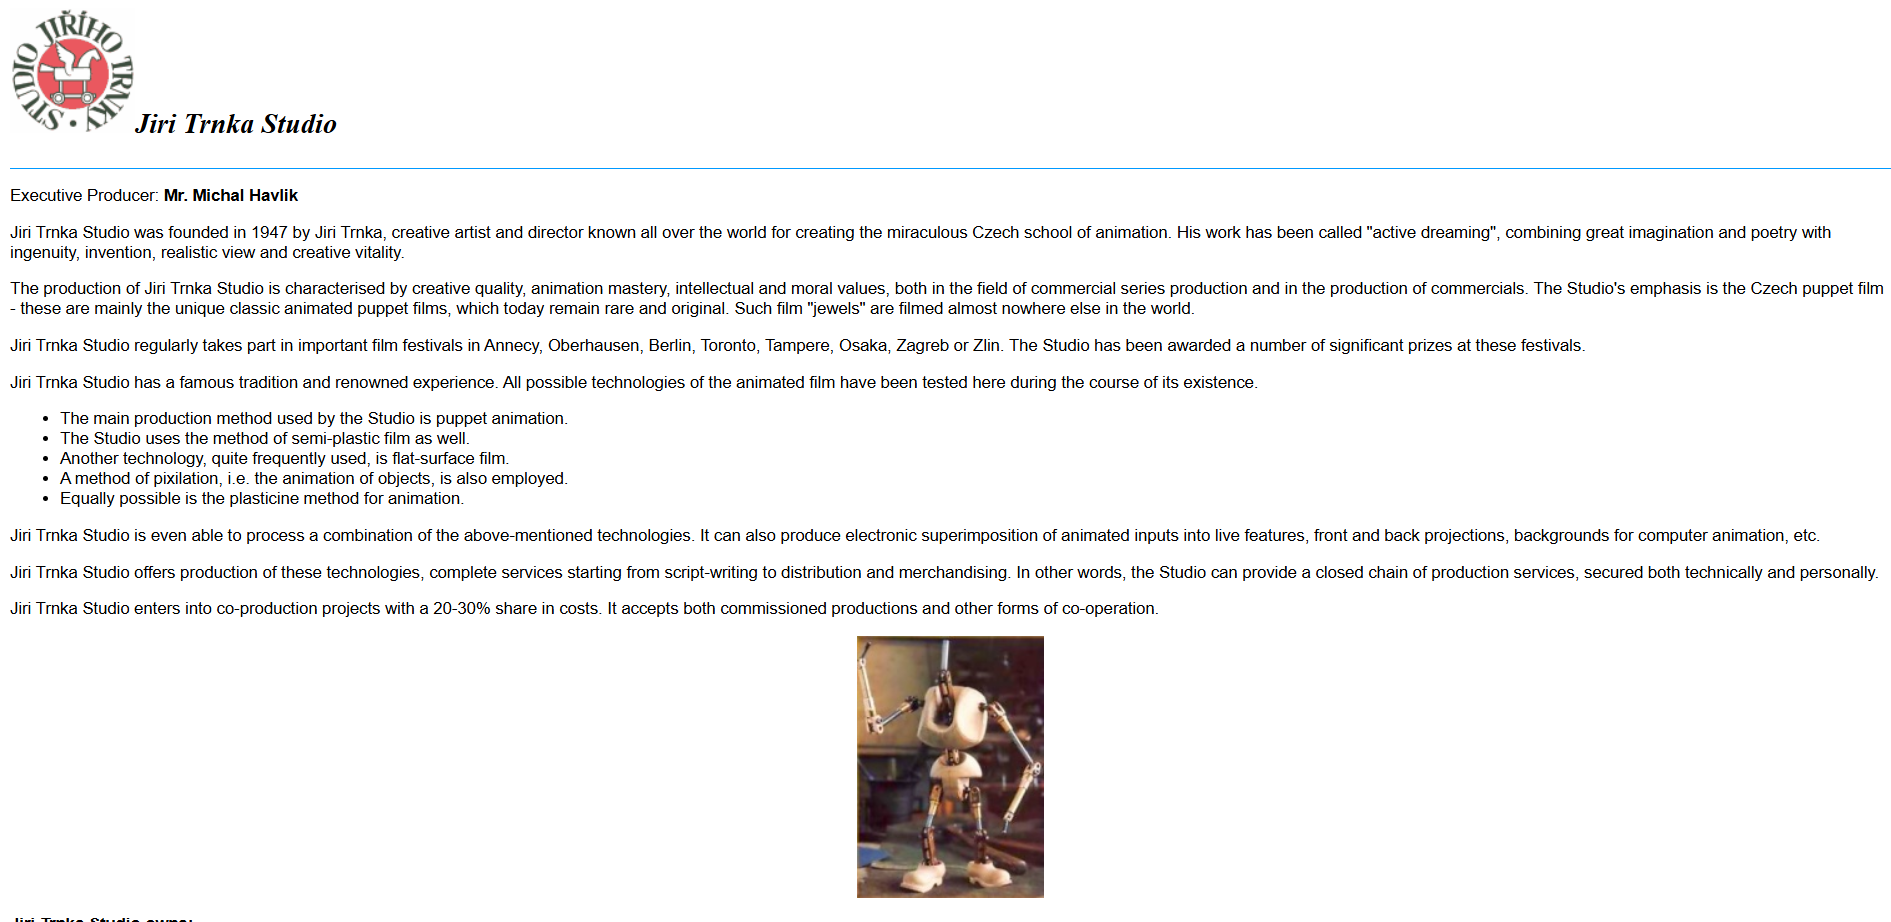 STUDIO JIŘÍHO TRNKY
Jiri Trnka Studio
Executive Producer: Mr. Michal Havlik
Jiri Trnka Studio was founded in 1947 by Jiri Trnka, creative artist and director known all over the world for creating the miraculous Czech school of animation. His work has been called "active dreaming", combining great imagination and poetry with
ingenuity, invention, realistic view and creative vitality.
The production of Jiri Trnka Studio is characterised by creative quality, animation mastery, intellectual and moral values, both in the field of commercial series production and in the production of commercials. The Studio's emphasis is the Czech puppet film
- these are mainly the unique classic animated puppet films, which today remain rare and original. Such film "jewels" are filmed almost nowhere else in the world.
Jiri Trnka Studio regularly takes part in important film festivals in Annecy, Oberhausen, Berlin, Toronto, Tampere, Osaka, Zagreb or Zlin. The Studio has been awarded a number of significant prizes at these festivals.
Jiri Trnka Studio has a famous tradition and renowned experience. All possible technologies of the animated film have been tested here during the course of its existence.
• The main production method used by the Studio is puppet animation.
• The Studio uses the method of semi-plastic film as well.
• Another technology, quite frequently used, is flat-surface film.
• A method of pixilation, i.e. the animation of objects, is also employed.
• Equally possible is the plasticine method for animation.
Jiri Trnka Studio is even able to process a combination of the above-mentioned technologies. It can also produce electronic superimposition of animated inputs into live features, front and back projections, backgrounds for computer animation, etc.
Jiri Trnka Studio offers production of these technologies, complete services starting from script-writing to distribution and merchandising. In other words, the Studio can provide a closed chain of production services, secured both technically and personally.
Jiri Trnka Studio enters into co-production projects with a 20-30% share in costs. It accepts both commissioned productions and other forms of co-operation.
Jiri Trnka Studio owns: